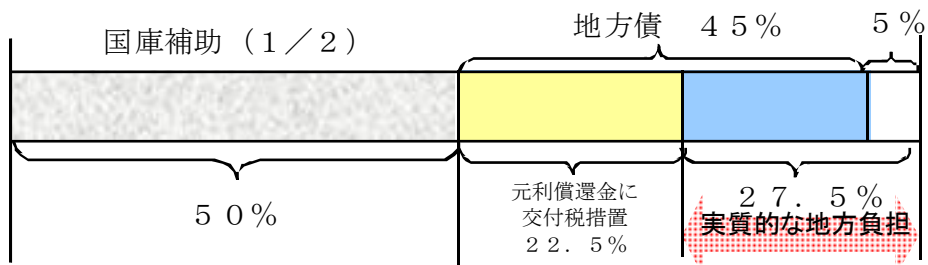 国庫補助（１／２）
地方債　４５％
５％
５０％
元利償還金に
交付税措置
２２．５％
２７．５％
実質的な地方負担